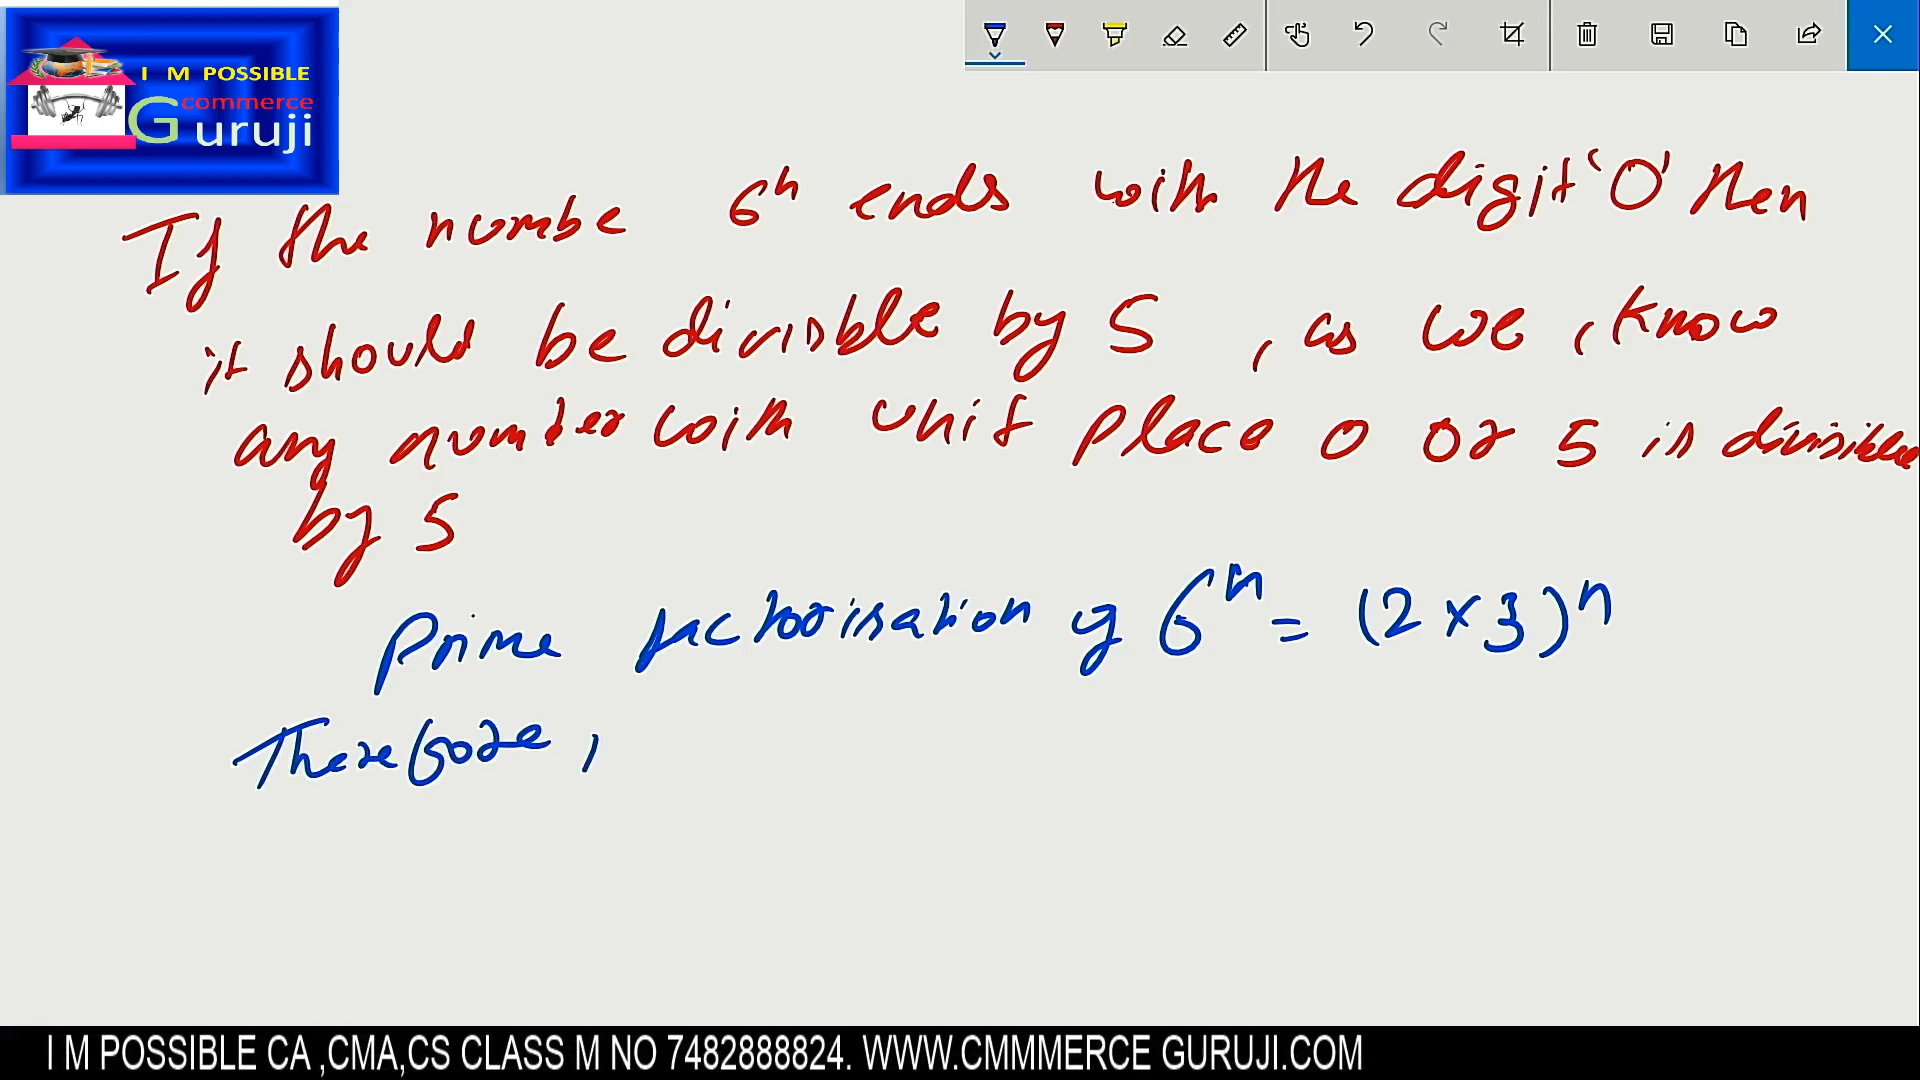 I M POSSIBLE
commerce
Guruji
If the numbe 6ⁿ ends with the digit '0' then
it should be divisble by 5 , as we , know
any number with unit place 0 or 5 is divisible
by 5
Prime factorisation of 6ⁿ = (2 × 3)ⁿ
Therefore ,
I M POSSIBLE CA ,CMA,CS CLASS M NO 7482888824. WWW.CMMMERCE GURUJI.COM